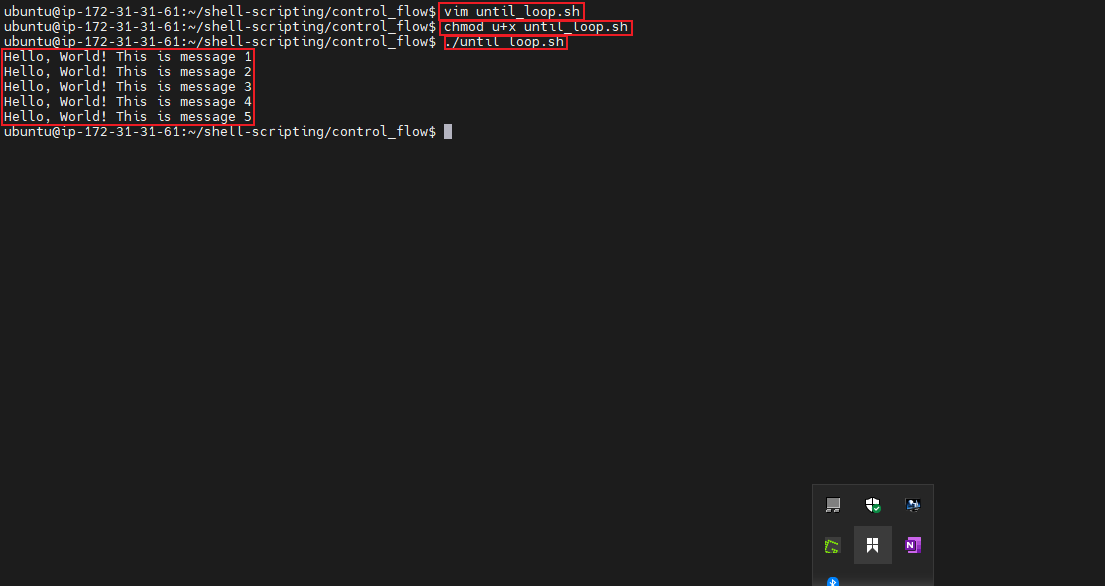 ubuntu@ip-172-31-31-61:~/shell-scripting/control_flow$ vim until_loop.sh
ubuntu@ip-172-31-31-61:~/shell-scripting/control_flow$ chmod u+x until_loop.sh
ubuntu@ip-172-31-31-61:~/shell-scripting/control_flow$ ./until_loop.sh
Hello, World! This is message 1
Hello, World! This is message 2
Hello, World! This is message 3
Hello, World! This is message 4
Hello, World! This is message 5
ubuntu@ip-172-31-31-61:~/shell-scripting/control_flow$
N